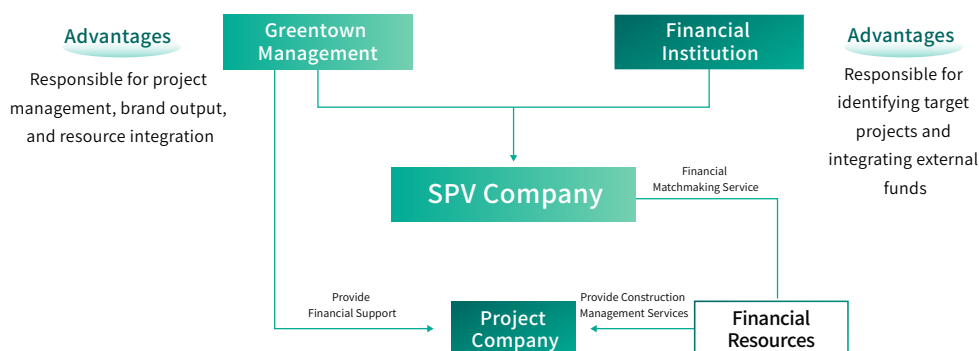 Advantages
Responsible for project
management, brand output,
and resource integration
Greentown
Management
Financial
Institution
Advantages
Responsible for
identifying target
projects and
integrating external
funds
SPV Company
Financial
Matchmaking Service
Provide
Financial Support
Project
Company
Provide Construction
Management Services
Financial
Resources